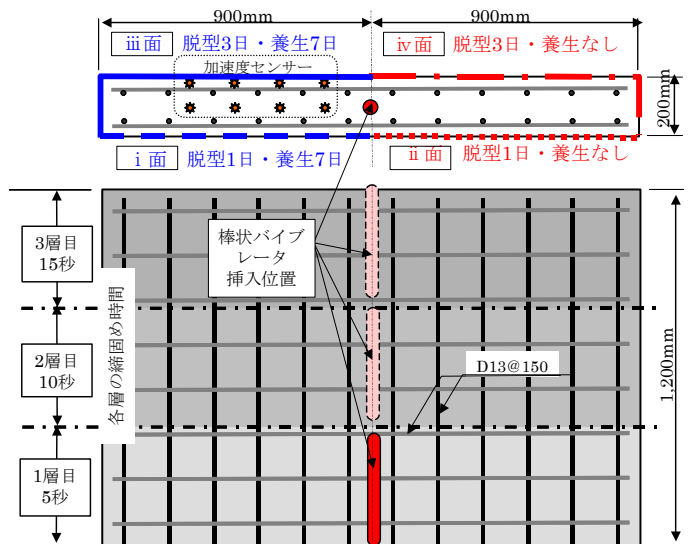 900mm
900mm
ⅲ面 脱型3日・養生7日
ⅳ面 脱型3日・養生なし
加速度センサー
200mm
ⅰ面 脱型1日・養生7日
ⅱ面 脱型1日・養生なし
3層目
15秒
2層目
10秒
1層目
5秒
各層の締固め時間
棒状バイブ
レータ
挿入位置
D13@150
1,200mm